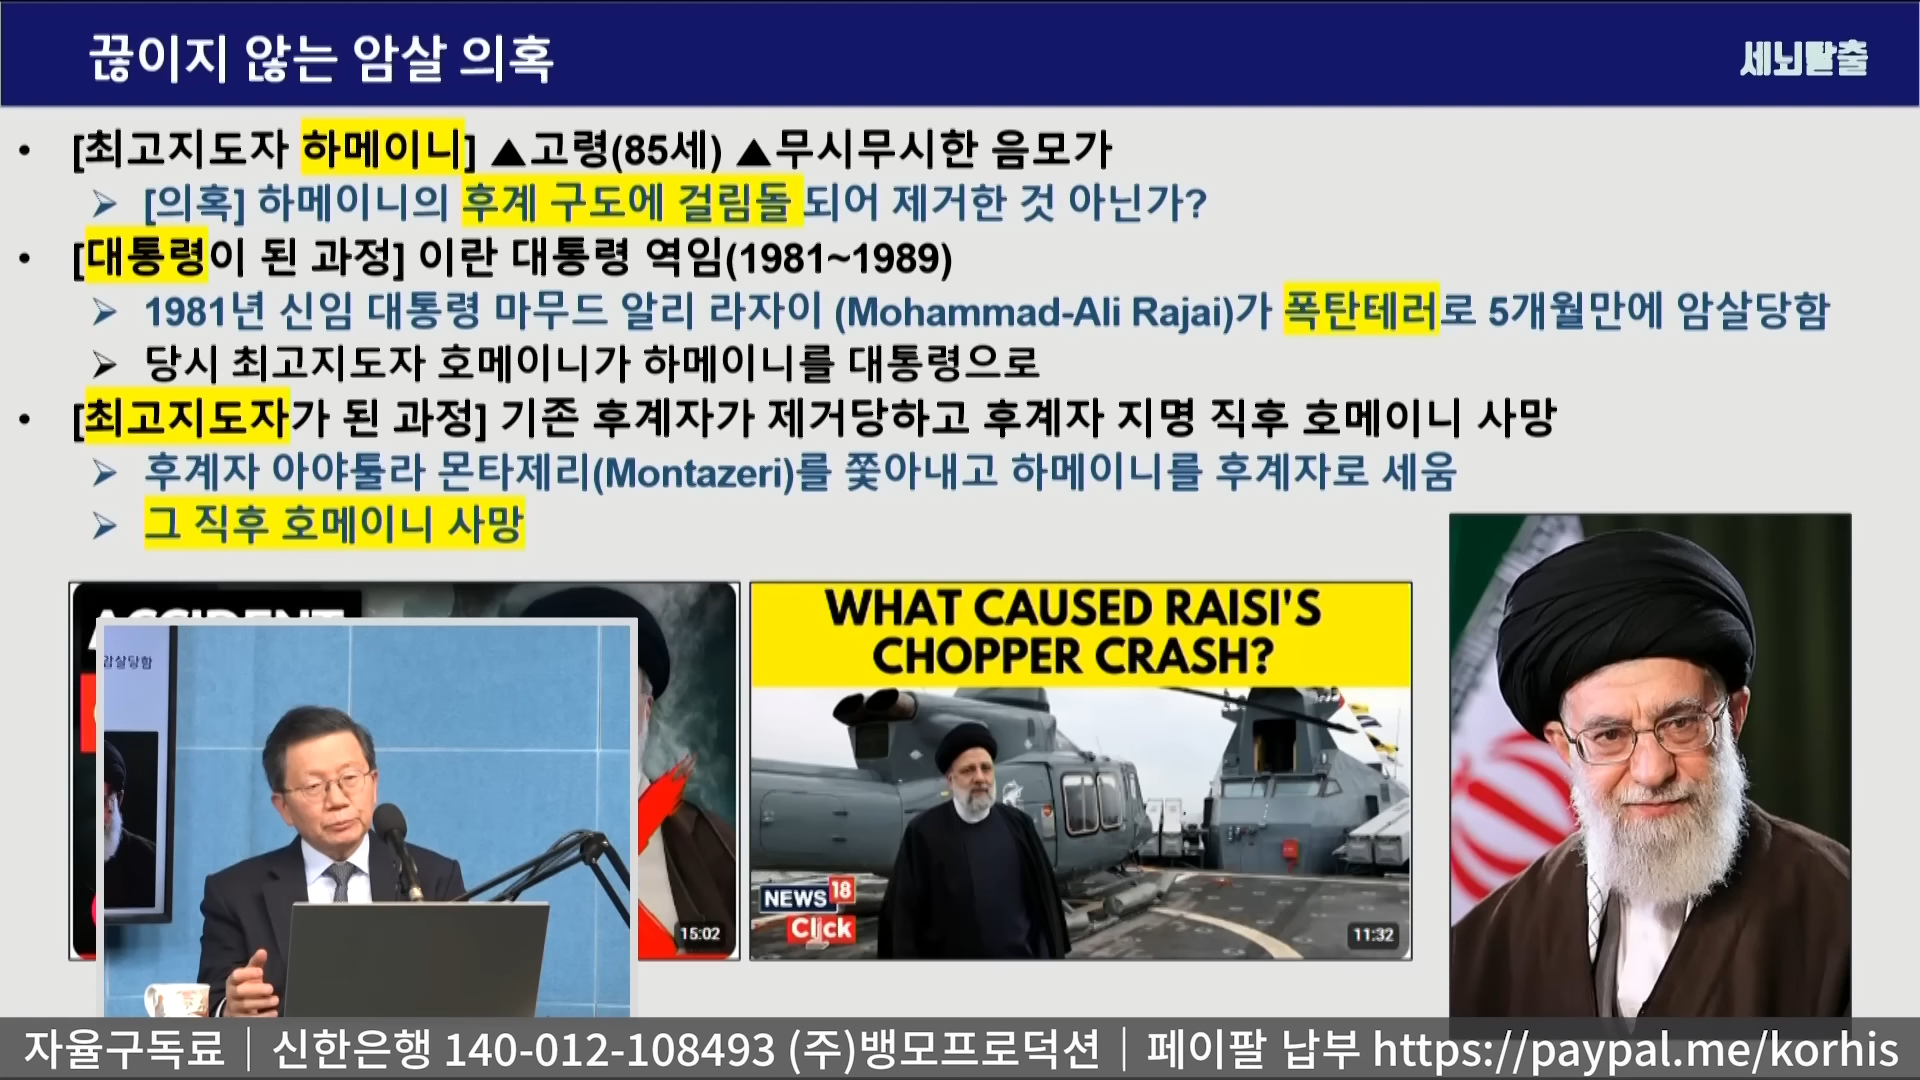 끊이지 않는 암살 의혹
세뇌탈출
• [최고지도자 하메이니] ▲고령(85세) ▲무시무시한 음모가
➢ [의혹] 하메이니의 후계 구도에 걸림돌 되어 제거한 것 아닌가?
• [대통령이 된 과정] 이란 대통령 역임(1981~1989)
➢ 1981년 신임 대통령 마무드 알리 라자이 (Mohammad-Ali Rajai)가 폭탄테러로 5개월만에 암살당함
➢ 당시 최고지도자 호메이니가 하메이니를 대통령으로
• [최고지도자가 된 과정] 기존 후계자가 제거당하고 후계자 지명 직후 호메이니 사망
➢ 후계자 아야툴라 몬타제리(Montazeri)를 쫓아내고 하메이니를 후계자로 세움
➢ 그 직후 호메이니 사망
ACCIDENT
암살당함
15:02
WHAT CAUSED RAISI'S
CHOPPER CRASH?
NEWS 18
Click
11:32
자율구독료│신한은행 140-012-108493 (주)뱅모프로덕션│페이팔 납부 https://paypal.me/korhis